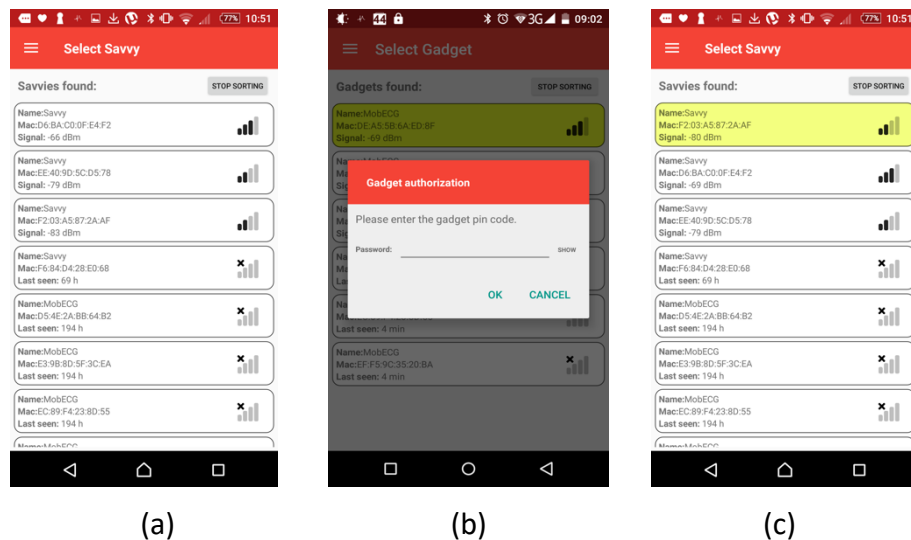 77% 10:51
Select Savvy
Savvies found:
STOP SORTING
Name:Savvy
Mac:D6:BA:C0:0F:E4:F2
Signal: -66 dBm
Name:Savvy
Mac:EE:40:9D:5C:D5:78
Signal: -79 dBm
Name:Savvy
Mac:F2:03:A5:87:2A:AF
Signal: -83 dBm
Name:Savvy
Mac:F6:84:D4:28:E0:68
Last seen: 69 h
Name:MobECG
Mac:D5:4E:2A:BB:64:B2
Last seen: 194 h
Name:MobECG
Mac:E3:9B:8D:5F:3C:EA
Last seen: 194 h
Name:MobECG
Mac:EC:89:F4:23:8D:55
Last seen: 194 h
Name:MobECG
(a)
44 3G 09:02
Select Gadget
Gadgets found:
STOP SORTING
Name:MobECG
Mac:DE:A5:5B:6A:ED:8F
Signal: -69 dBm
Gadget authorization
Please enter the gadget pin code.
Password:
SHOW
OK CANCEL
Last seen: 4 min
Name:MobECG
Mac:EF:F5:9C:35:20:BA
Last seen: 4 min
(b)
77% 10:51
Select Savvy
Savvies found:
STOP SORTING
Name:Savvy
Mac:F2:03:A5:87:2A:AF
Signal: -80 dBm
Name:Savvy
Mac:D6:BA:C0:0F:E4:F2
Signal: -69 dBm
Name:Savvy
Mac:EE:40:9D:5C:D5:78
Signal: -79 dBm
Name:Savvy
Mac:F6:84:D4:28:E0:68
Last seen: 69 h
Name:MobECG
Mac:D5:4E:2A:BB:64:B2
Last seen: 194 h
Name:MobECG
Mac:E3:9B:8D:5F:3C:EA
Last seen: 194 h
Name:MobECG
Mac:EC:89:F4:23:8D:55
Last seen: 194 h
Name:MobECG
(c)